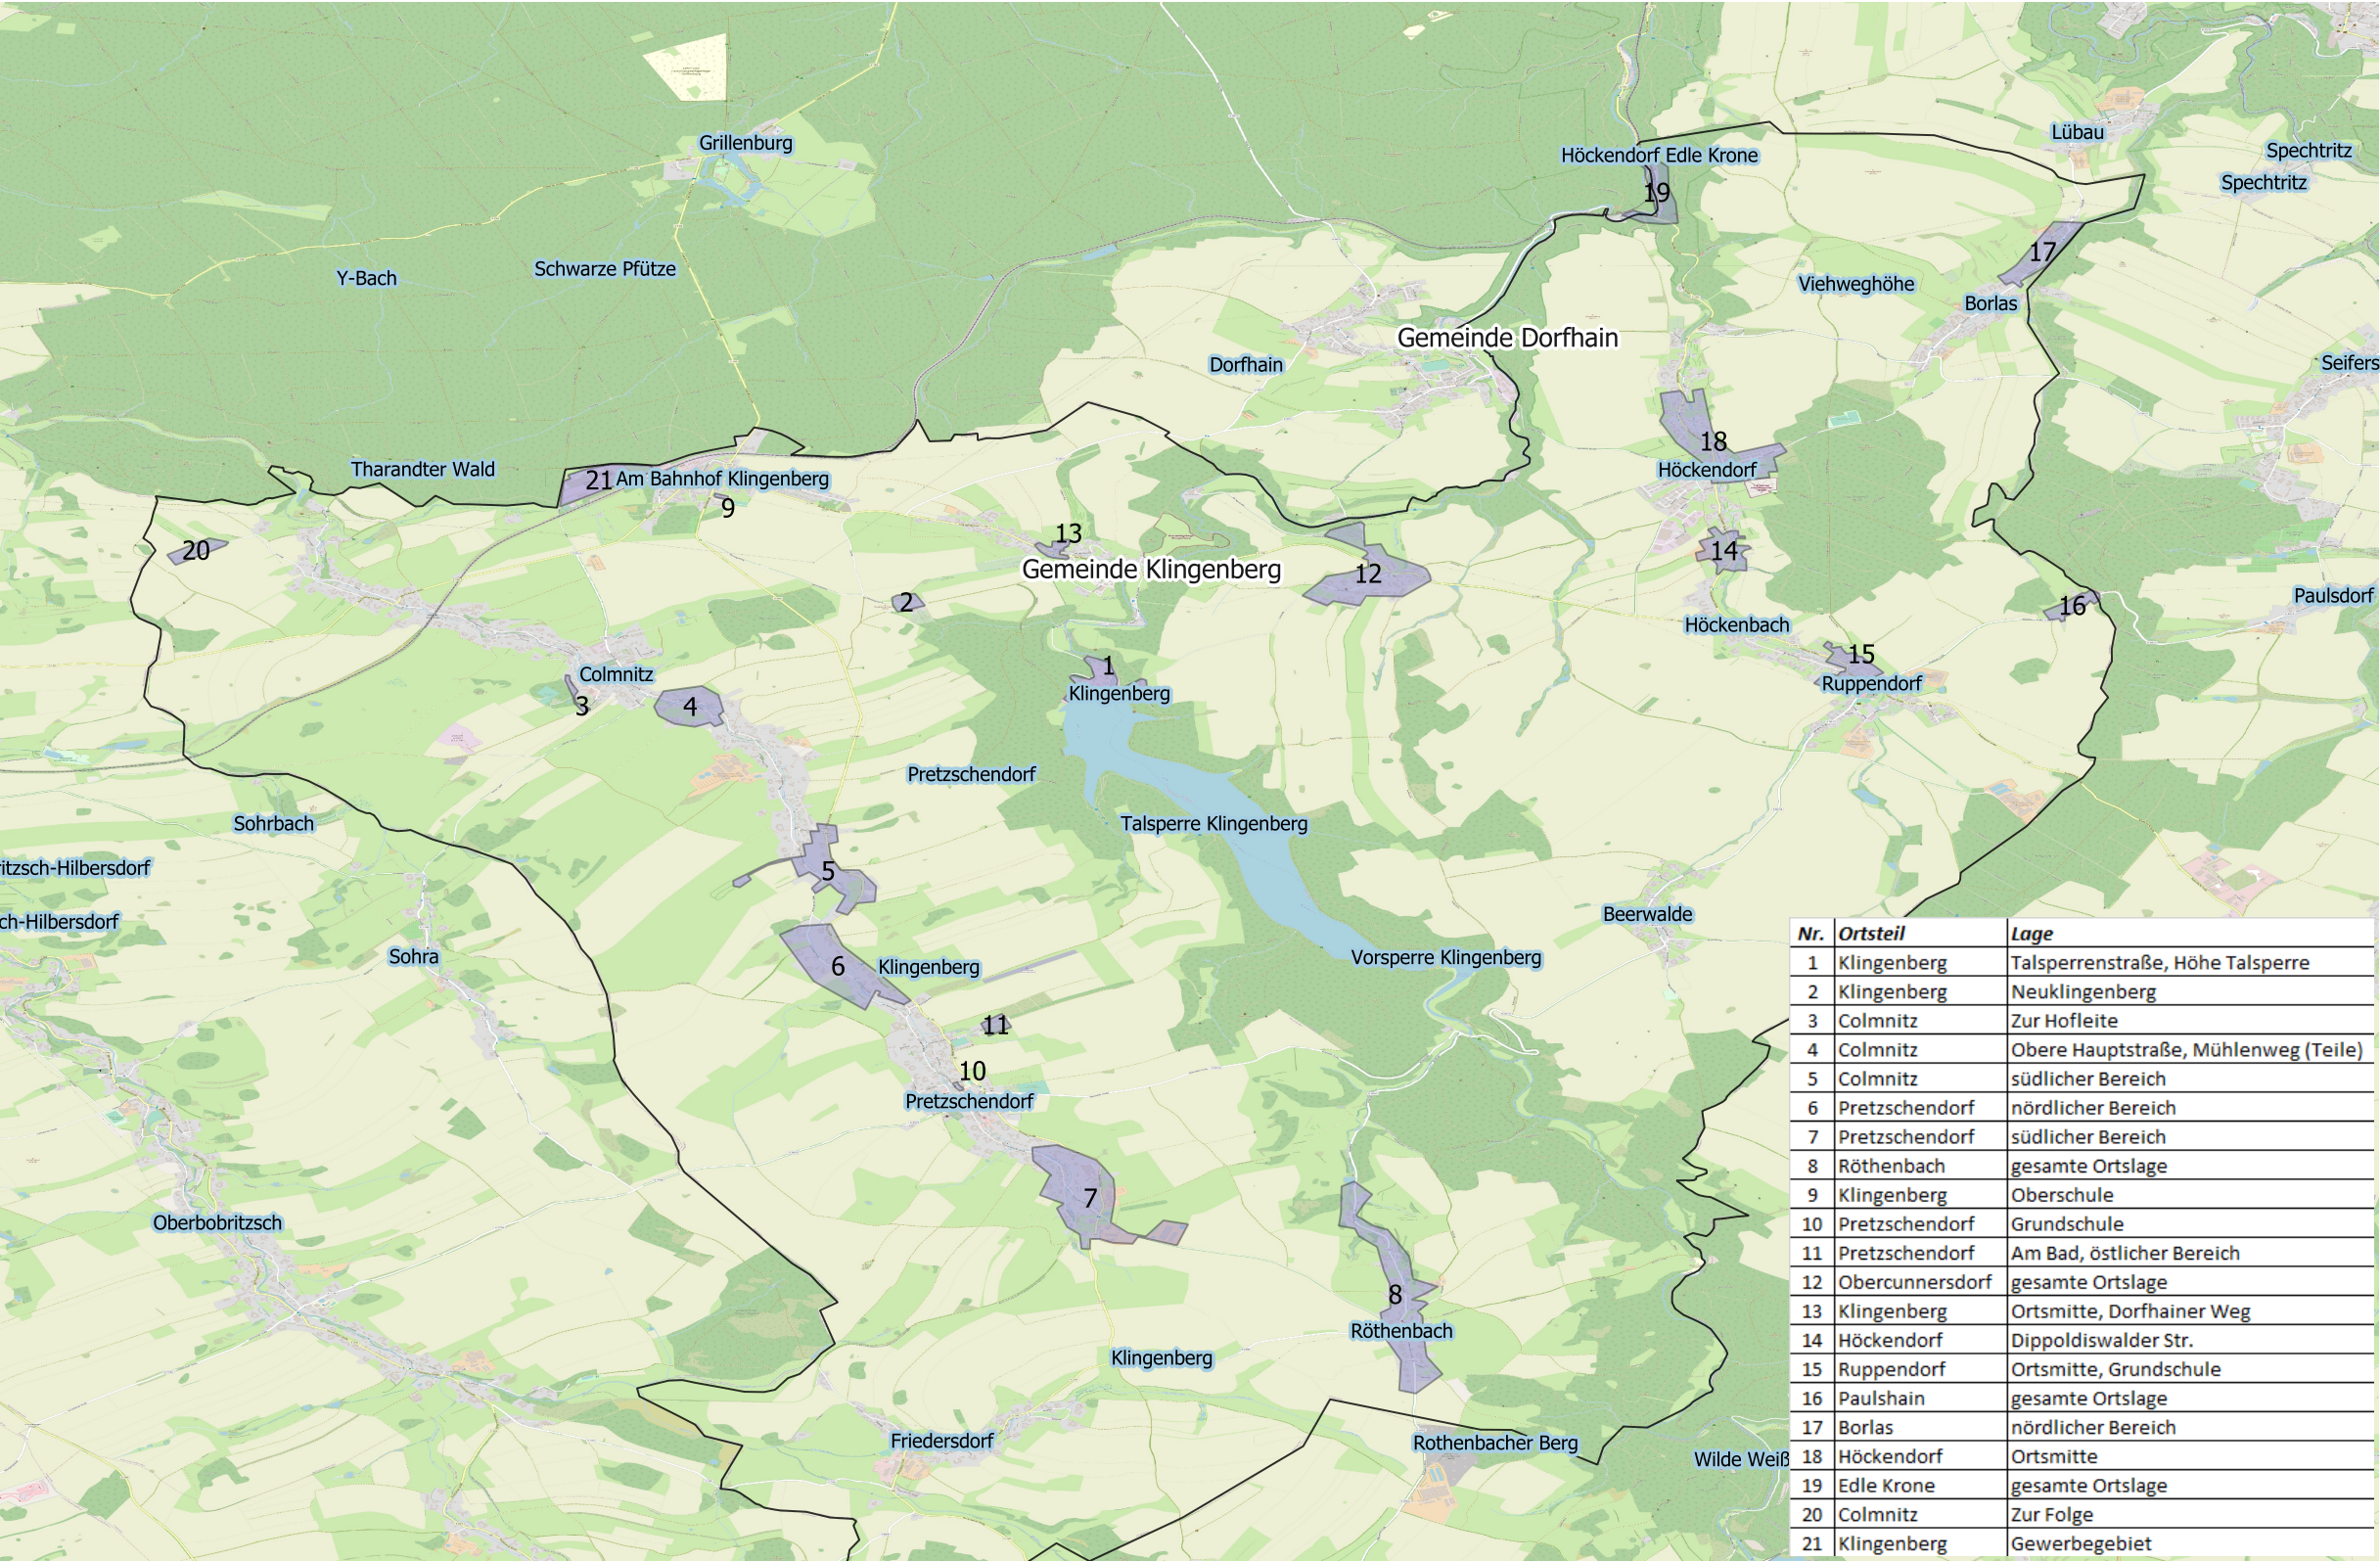 Grillenburg
Höckendorf Edle Krone
Lübau
Spechtritz
Spechtritz
19
17
Y-Bach
Schwarze Pfütze
Viehweghöhe
Borlas
Gemeinde Dorfhain
Dorfhain
Seifers
18
Höckendorf
Tharandter Wald
21
Am Bahnhof Klingenberg
9
13
20
14
Gemeinde Klingenberg
12
2
16
Paulsdorf
Höckenbach
15
Ruppendorf
1
Klingenberg
Colmnitz
3
4
Pretzschendorf
Sohrbach
Talsperre Klingenberg
ritzsch-Hilbersdorf
5
ch-Hilbersdorf
Beerwalde
Sohra
6
Klingenberg
Vorsperre Klingenberg
11
10
Pretzschendorf
7
Oberbobritzsch
8
Röthenbach
Klingenberg
Friedersdorf
Rothenbacher Berg
Wilde Weiß
Nr. Ortsteil Lage
1 Klingenberg Talsperrenstraße, Höhe Talsperre
2 Klingenberg Neuklingenberg
3 Colmnitz Zur Hofleite
4 Colmnitz Obere Hauptstraße, Mühlenweg (Teile)
5 Colmnitz südlicher Bereich
6 Pretzschendorf nördlicher Bereich
7 Pretzschendorf südlicher Bereich
8 Röthenbach gesamte Ortslage
9 Klingenberg Oberschule
10 Pretzschendorf Grundschule
11 Pretzschendorf Am Bad, östlicher Bereich
12 Obercunnersdorf gesamte Ortslage
13 Klingenberg Ortsmitte, Dorfhainer Weg
14 Höckendorf Dippoldiswalder Str.
15 Ruppendorf Ortsmitte, Grundschule
16 Paulshain gesamte Ortslage
17 Borlas nördlicher Bereich
18 Höckendorf Ortsmitte
19 Edle Krone gesamte Ortslage
20 Colmnitz Zur Folge
21 Klingenberg Gewerbegebiet